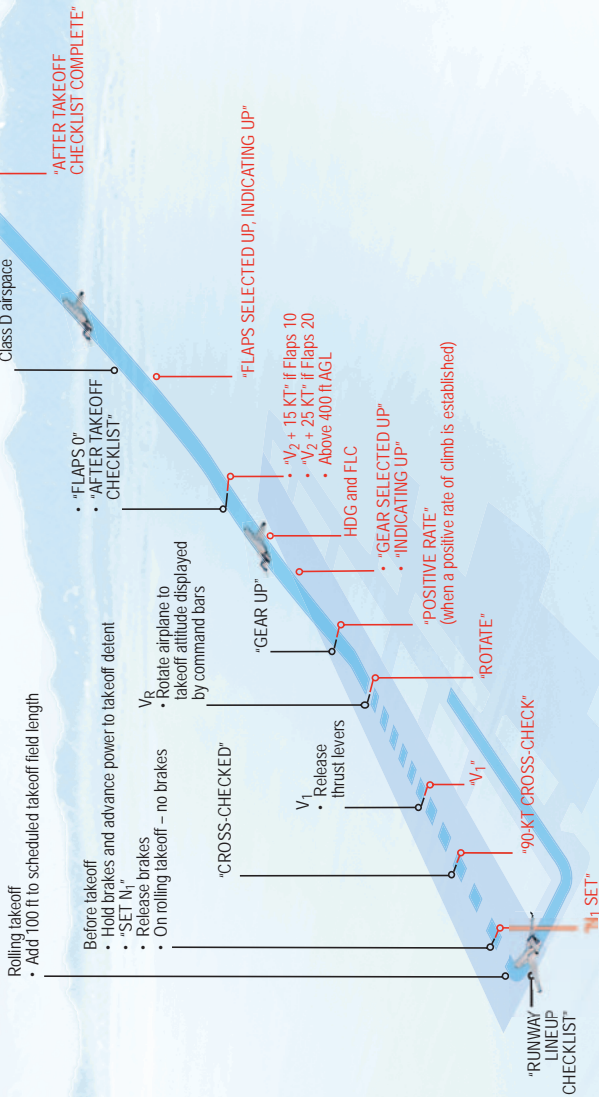 Rolling takeoff
• Add 100 ft to scheduled takeoff field length
Before takeoff
• Hold brakes and advance power to takeoff detent
• "SET N1"
• Release brakes
• On rolling takeoff – no brakes
"RUNWAY
LINEUP
CHECKLIST"
"N1 SET"
"CROSS-CHECKED"
"90-KT CROSS-CHECK"
V1
• Release
thrust levers
"V1"
VR
• Rotate airplane to
takeoff attitude displayed
by command bars
"ROTATE"
"GEAR UP"
"POSITIVE RATE"
(when a positive rate of climb is established)
• "GEAR SELECTED UP"
• "INDICATING UP"
HDG and FLC
• "FLAPS 0"
• "AFTER TAKEOFF
CHECKLIST"
• "V2 + 15 KT" if Flaps 10
• "V2 + 25 KT" if Flaps 20
• Above 400 ft AGL
"FLAPS SELECTED UP, INDICATING UP"
Class D airspace
"AFTER TAKEOFF
CHECKLIST COMPLETE"